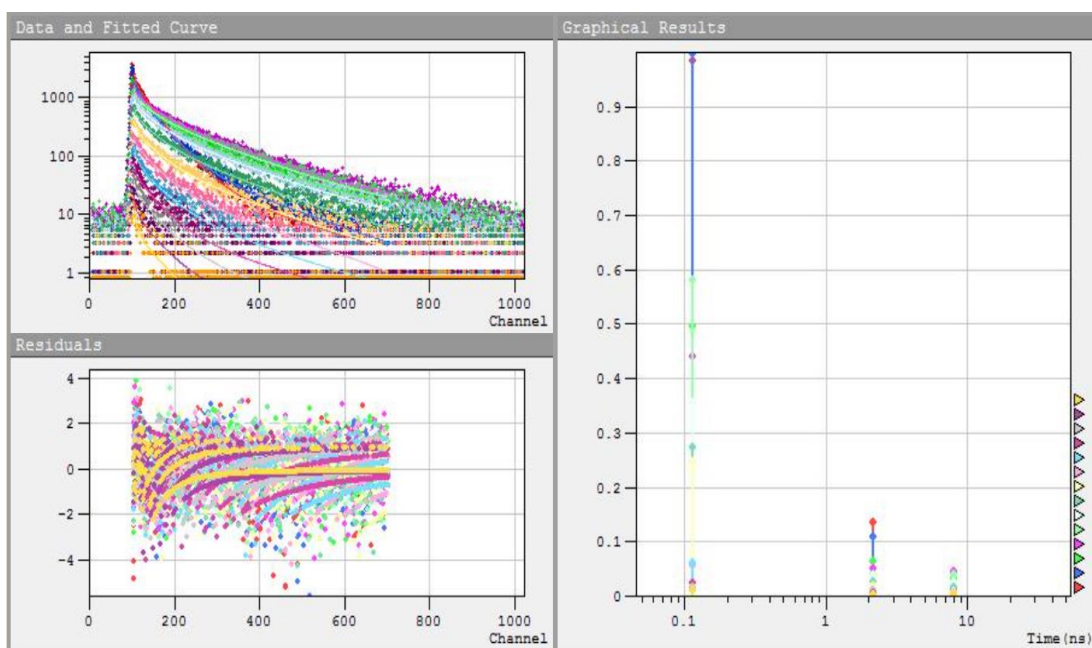 Data and Fitted Curve
1000
100
10
1
0 200 400 600 800 1000
Channel
Residuals
4
2
0
-2
-4
0 200 400 600 800 1000
Channel
Graphical Results
0.9
0.8
0.7
0.6
0.5
0.4
0.3
0.2
0.1
0
0.1 1 10
Time(ns)